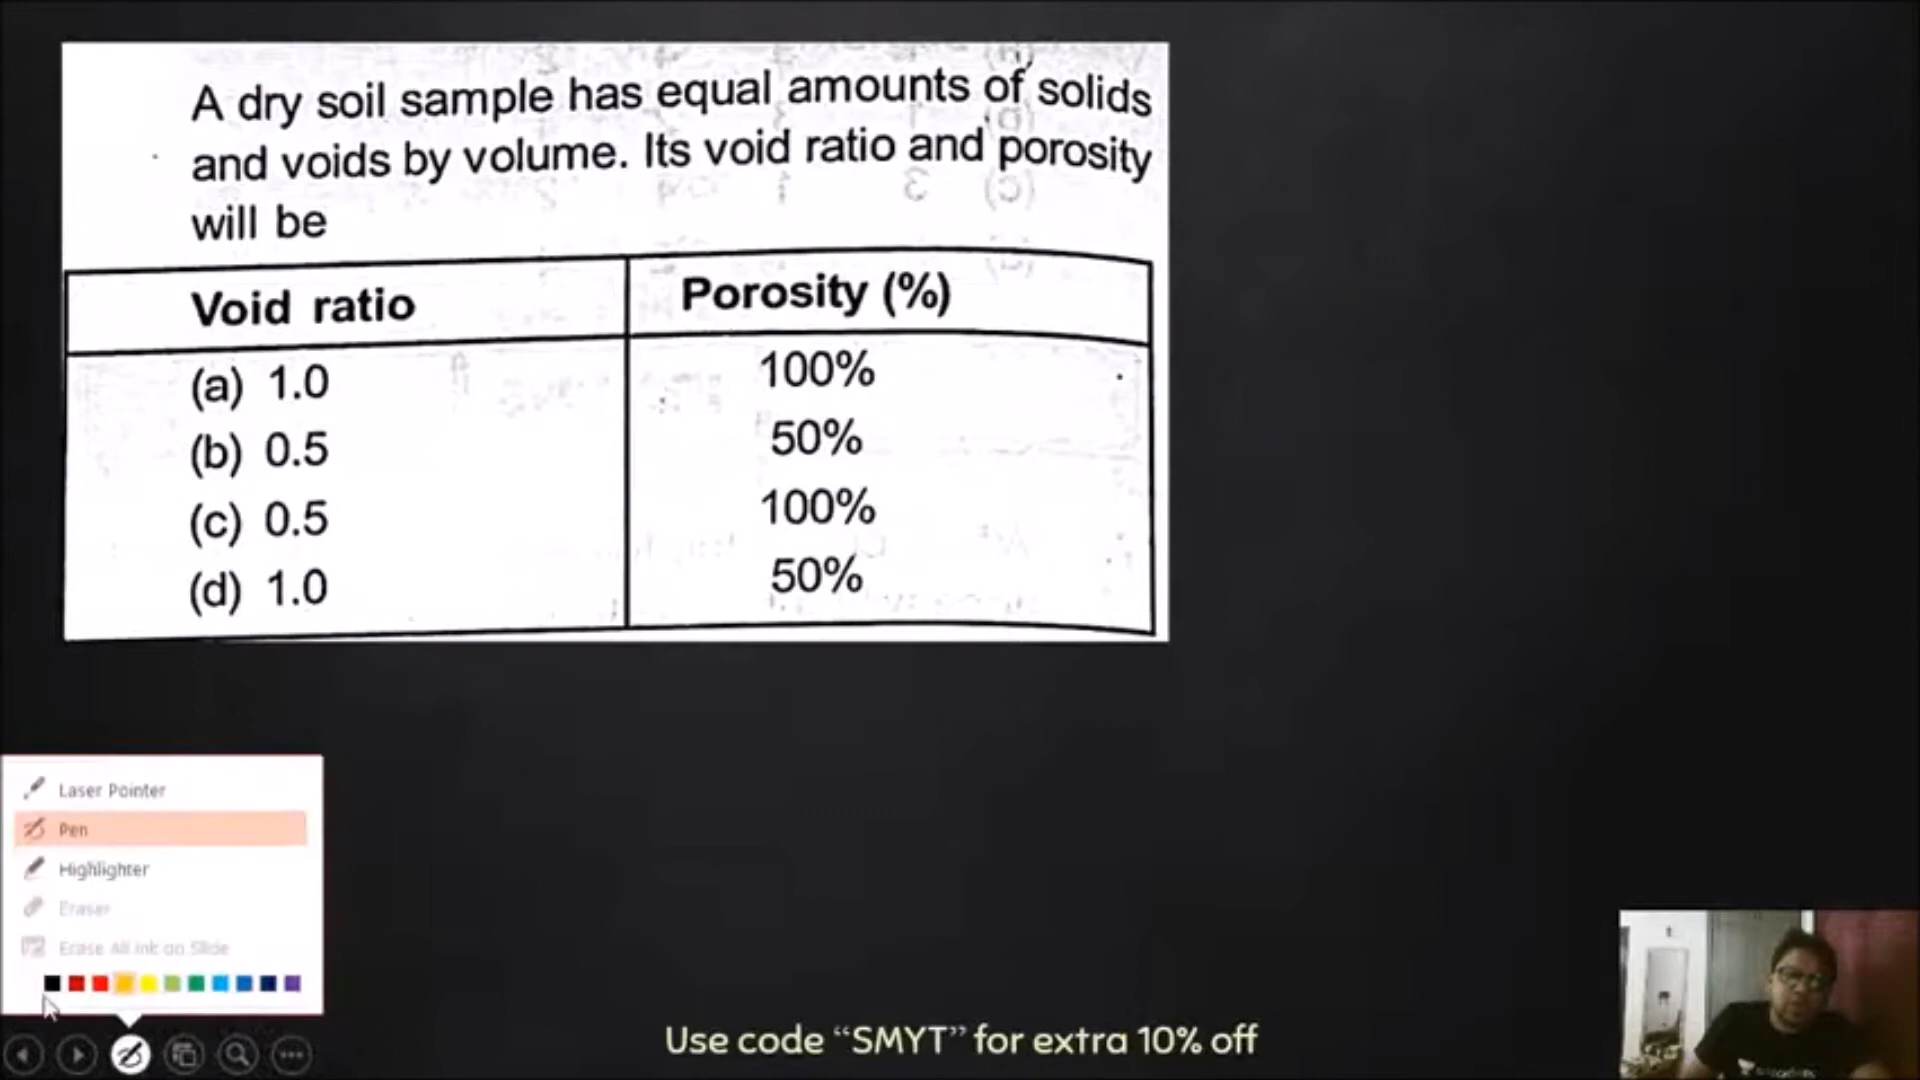 A dry soil sample has equal amounts of solids
and voids by volume. Its void ratio and porosity
will be
Void ratio Porosity (%)
(a) 1.0 100%
(b) 0.5 50%
(c) 0.5 100%
(d) 1.0 50%
Laser Pointer
Pen
Highlighter
Eraser
Erase All Ink on Slide
Use code “SMYT” for extra 10% off